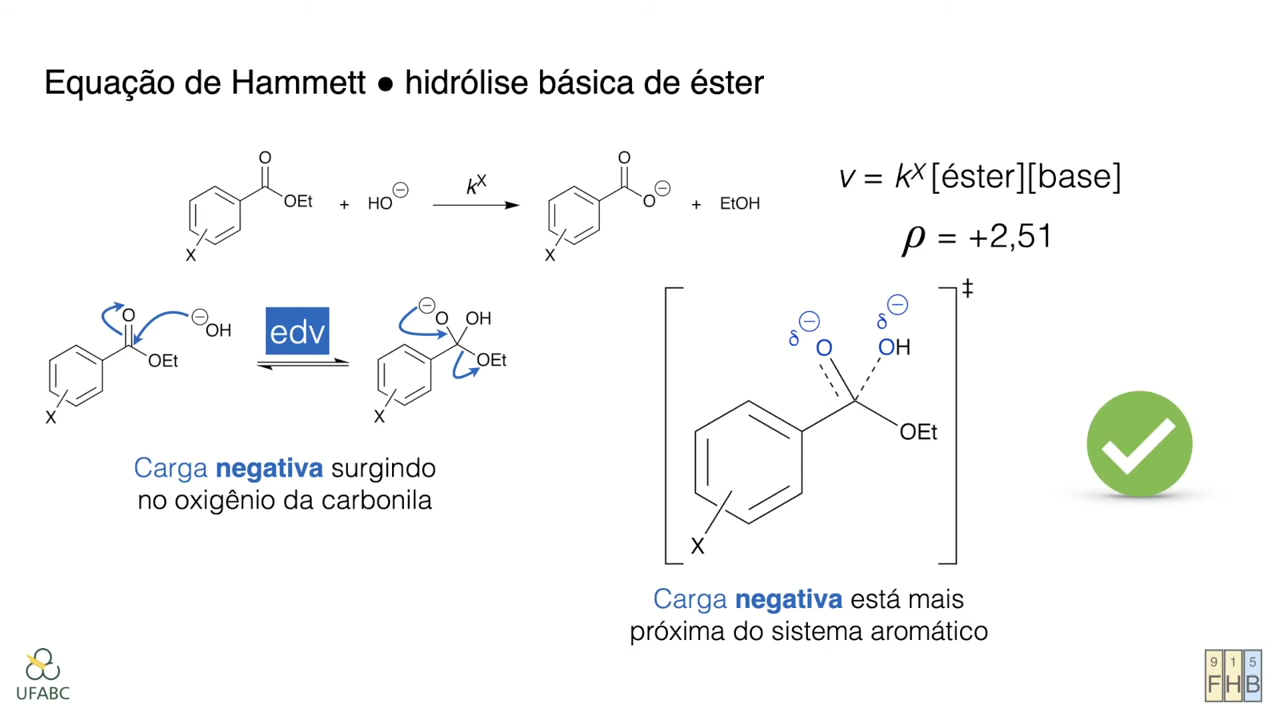 Equação de Hammett ● hidrólise básica de éster
O
OEt
X
+
HO⊖
kX
O
O⊖
X
+
EtOH
v = kX[éster][base]
ρ = +2,51
O
OEt
X
⊖
OH
edv
⊖
O
OH
OEt
X
Carga negativa surgindo
no oxigênio da carbonila
δ⊖
O
δ⊖
OH
OEt
X
‡
Carga negativa está mais
próxima do sistema aromático
UFABC
9 1 5
F H B